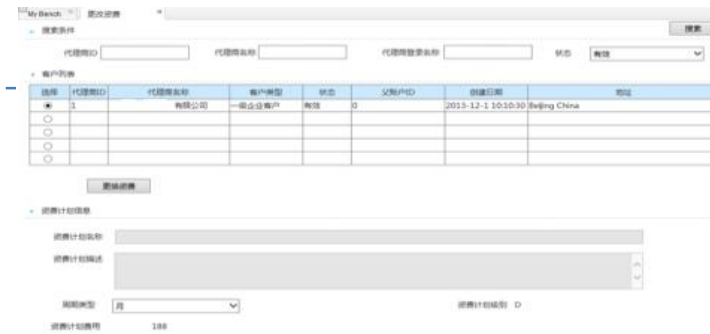 My Bench 更改资费
搜索条件
搜索
代理商ID 代理商名称 代理商登录名称 状态 有效
客户列表
选择 代理商ID 代理商名称 客户类型 状态 父账户ID 创建日期 地址
1 有限公司 一级企业客户 有效 0 2013-12-1 10:10:30 Beijing China
更换资费
资费计划信息
资费计划名称
资费计划描述
周期类型 月 资费计划级别 D
资费计划费用 188